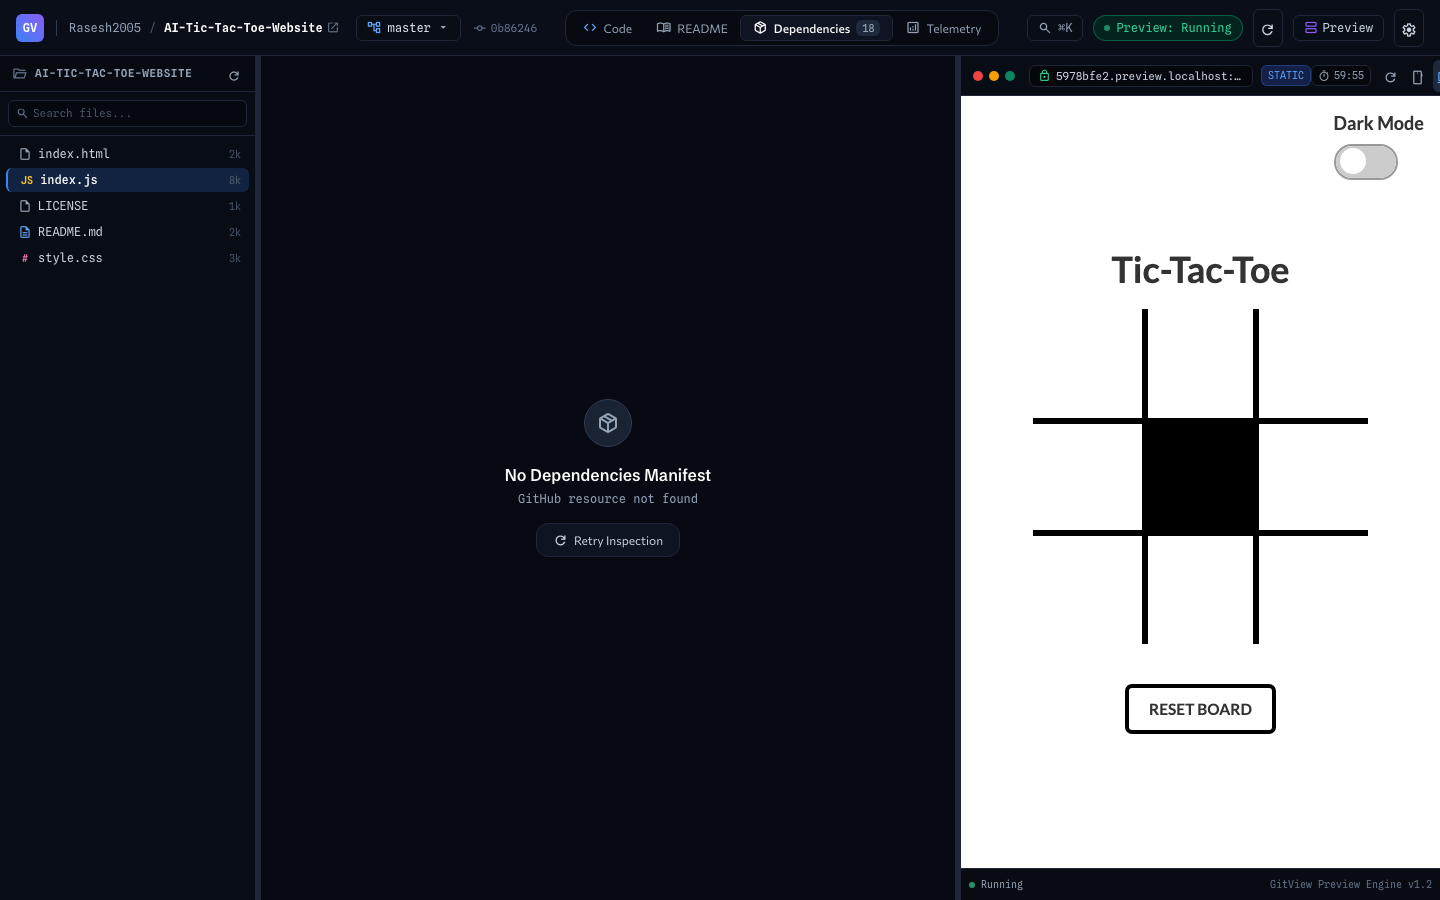 GV Rasesh2005 / AI-Tic-Tac-Toe-Website master 0b86246 Code README Dependencies 18 Telemetry ⌘K Preview: Running Preview
AI-TIC-TAC-TOE-WEBSITE
Search files...
index.html 2k
JS index.js 8k
LICENSE 1k
README.md 2k
# style.css 3k
No Dependencies Manifest
GitHub resource not found
Retry Inspection
5978bfe2.preview.localhost:… STATIC 59:55
Dark Mode
Tic-Tac-Toe
RESET BOARD
Running GitView Preview Engine v1.2